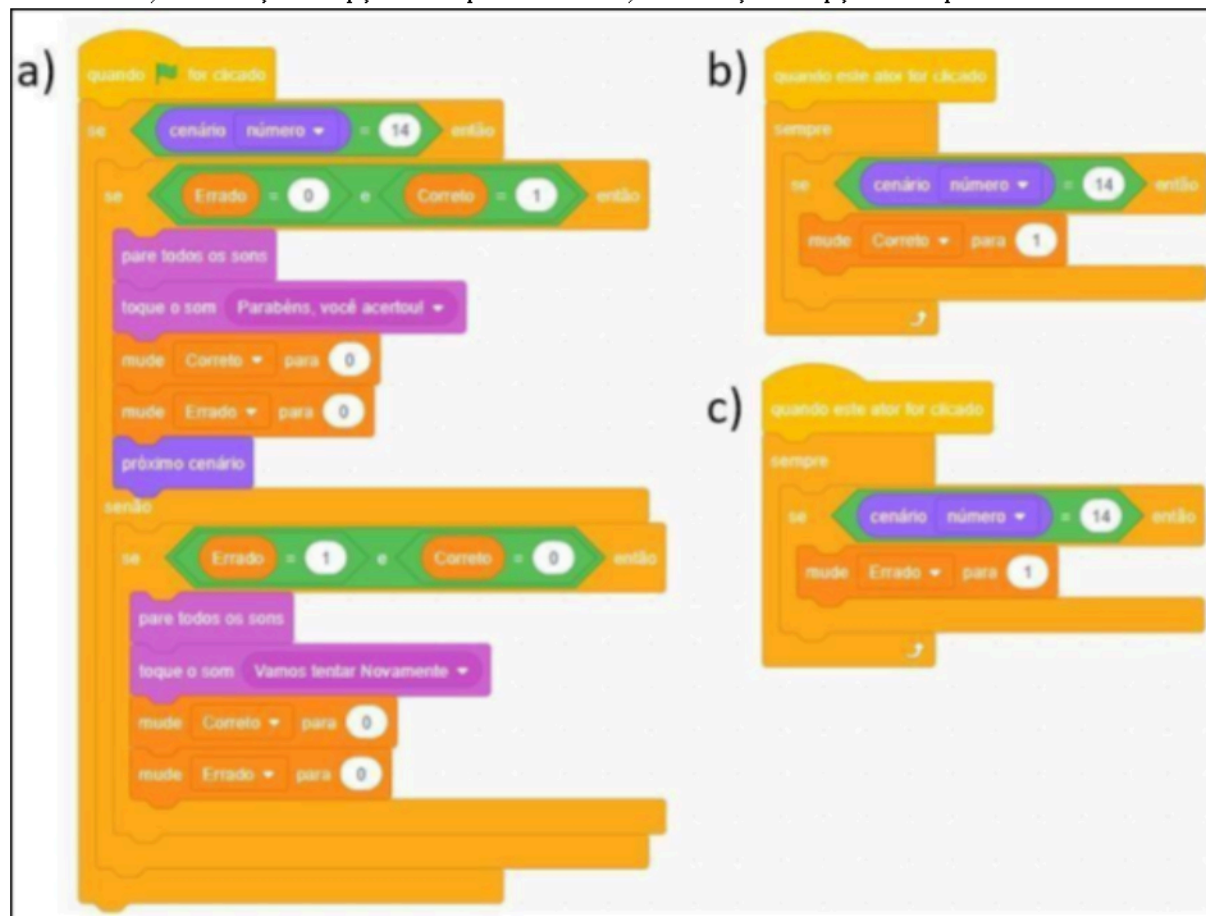 a)
quando for clicado
se cenário número = 14 então
se Errado = 0 e Correto = 1 então
pare todos os sons
toque o som Parabéns, você acertou!
mude Correto para 0
mude Errado para 0
próximo cenário
senão
se Errado = 1 e Correto = 0 então
pare todos os sons
toque o som Vamos tentar Novamente
mude Correto para 0
mude Errado para 0
b)
quando este ator for clicado
sempre
se cenário número = 14 então
mude Correto para 1
c)
quando este ator for clicado
sempre
se cenário número = 14 então
mude Errado para 1